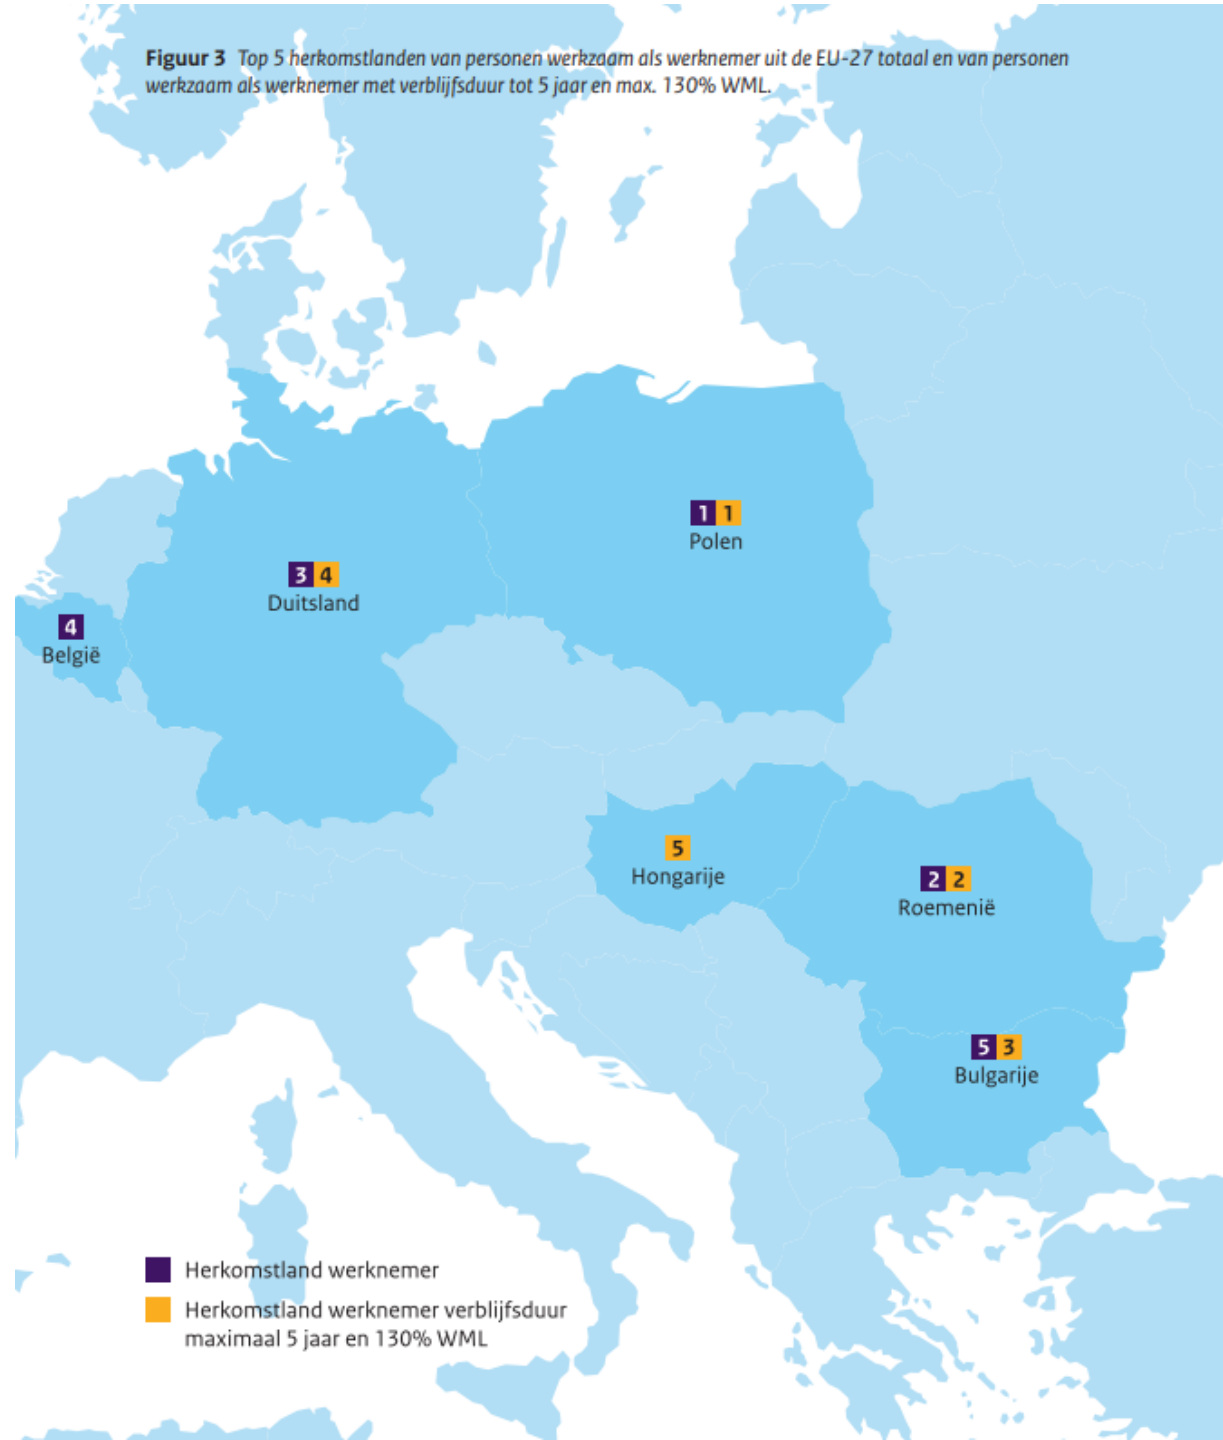 Figuur 3 Top 5 herkomstlanden van personen werkzaam als werknemer uit de EU-27 totaal en van personen
werkzaam als werknemer met verblijfsduur tot 5 jaar en max. 130% WML.
1 1
Polen
3 4
Duitsland
4
België
5
Hongarije
2 2
Roemenië
5 3
Bulgarije
Herkomstland werknemer
Herkomstland werknemer verblijfsduur
maximaal 5 jaar en 130% WML